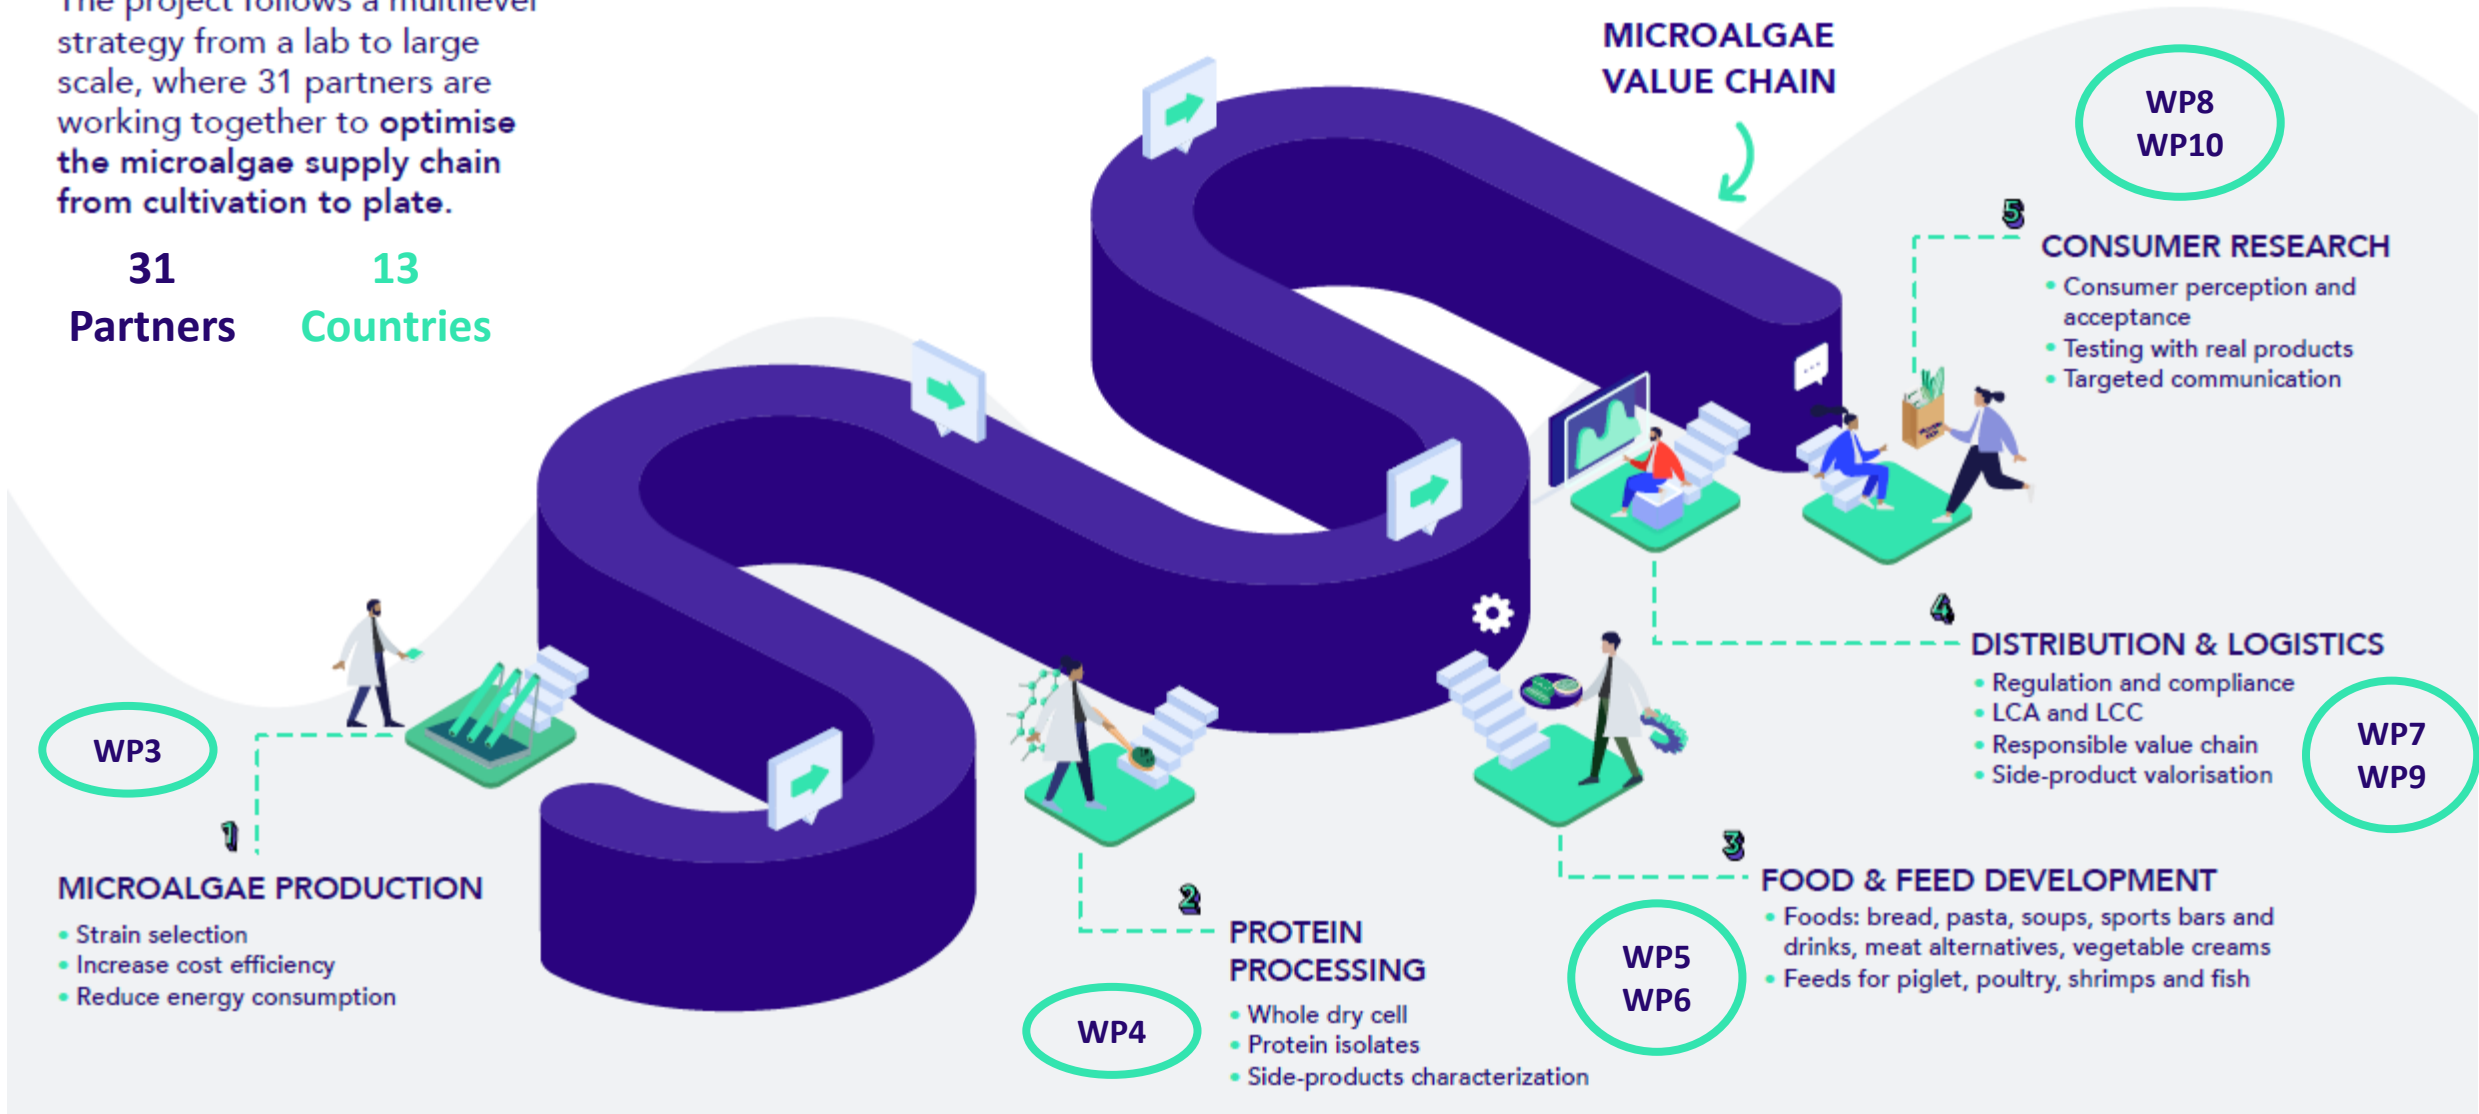 The project follows a multilevel
strategy from a lab to large
scale, where 31 partners are
working together to optimise
the microalgae supply chain
from cultivation to plate.
31
Partners
13
Countries
MICROALGAE
VALUE CHAIN
WP8
WP10
5
CONSUMER RESEARCH
• Consumer perception and
acceptance
• Testing with real products
• Targeted communication
4
DISTRIBUTION & LOGISTICS
• Regulation and compliance
• LCA and LCC
• Responsible value chain
• Side-product valorisation
WP7
WP9
WP3
1
MICROALGAE PRODUCTION
• Strain selection
• Increase cost efficiency
• Reduce energy consumption
2
PROTEIN
PROCESSING
• Whole dry cell
• Protein isolates
• Side-products characterization
WP4
3
FOOD & FEED DEVELOPMENT
• Foods: bread, pasta, soups, sports bars and
drinks, meat alternatives, vegetable creams
• Feeds for piglet, poultry, shrimps and fish
WP5
WP6